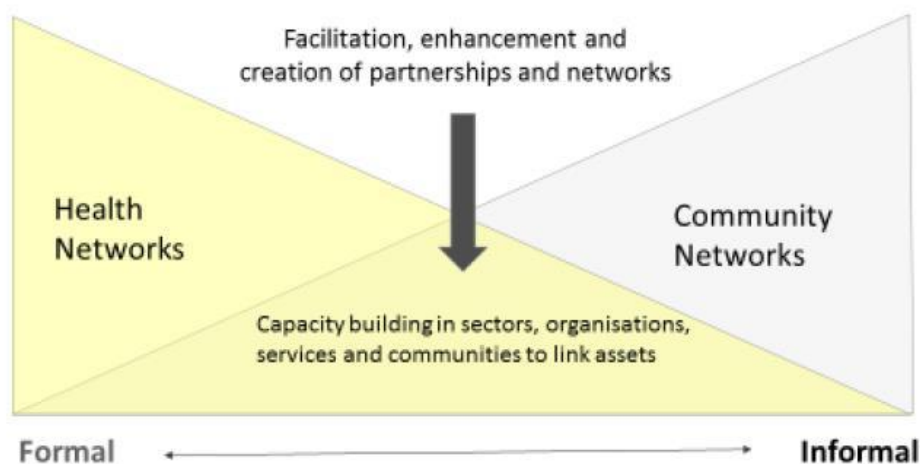 Facilitation, enhancement and
creation of partnerships and networks
Health
Networks
Community
Networks
Capacity building in sectors, organisations,
services and communities to link assets
Formal
Informal